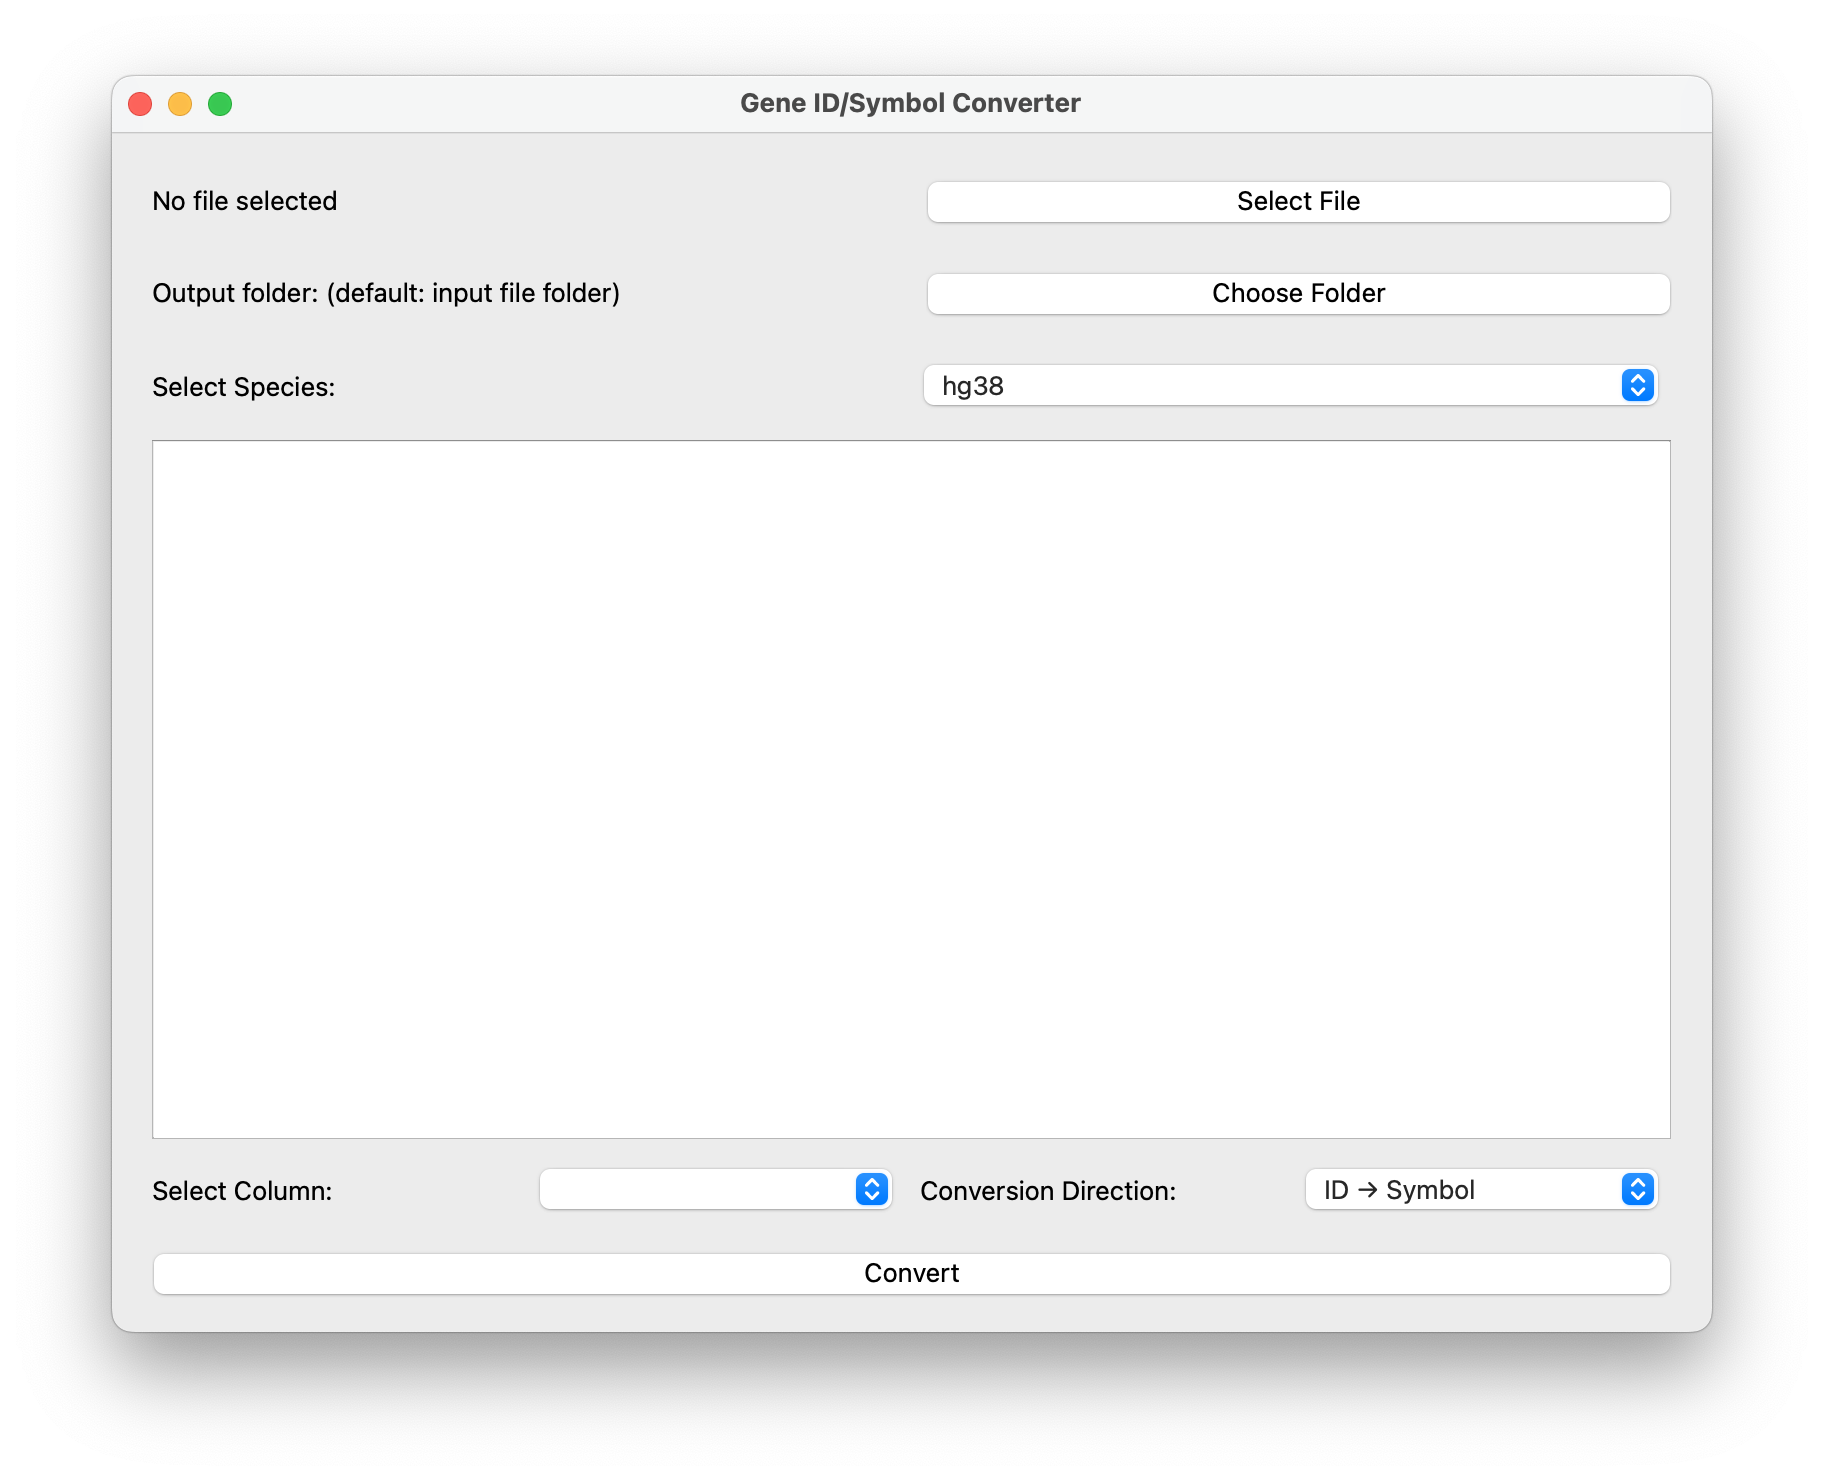 Gene ID/Symbol Converter
No file selected
Select File
Output folder: (default: input file folder)
Choose Folder
Select Species:
hg38
Select Column:
Conversion Direction:
ID → Symbol
Convert